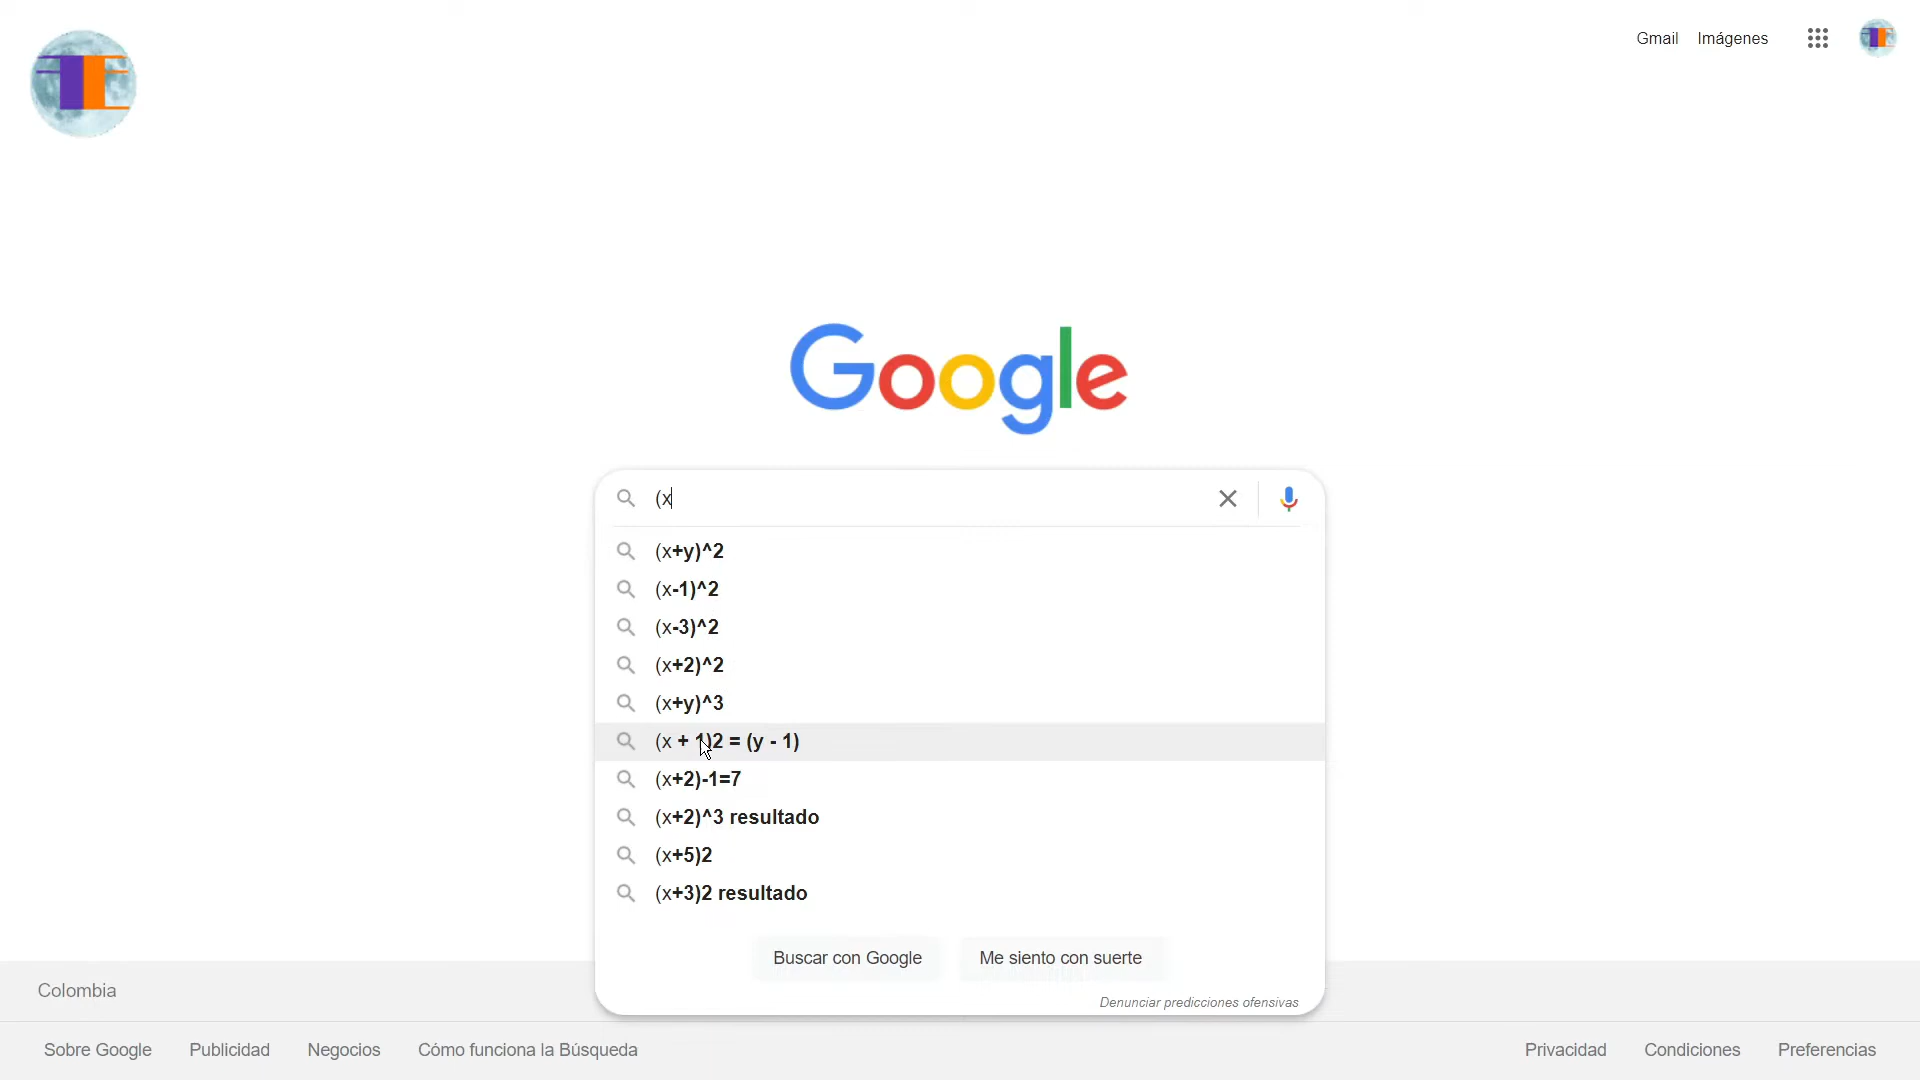 Gmail Imágenes
Google
(x
(x+y)^2
(x-1)^2
(x-3)^2
(x+2)^2
(x+y)^3
(x + 1)2 = (y - 1)
(x+2)-1=7
(x+2)^3 resultado
(x+5)2
(x+3)2 resultado
Buscar con Google Me siento con suerte
Denunciar predicciones ofensivas
Colombia
Sobre Google Publicidad Negocios Cómo funciona la Búsqueda Privacidad Condiciones Preferencias